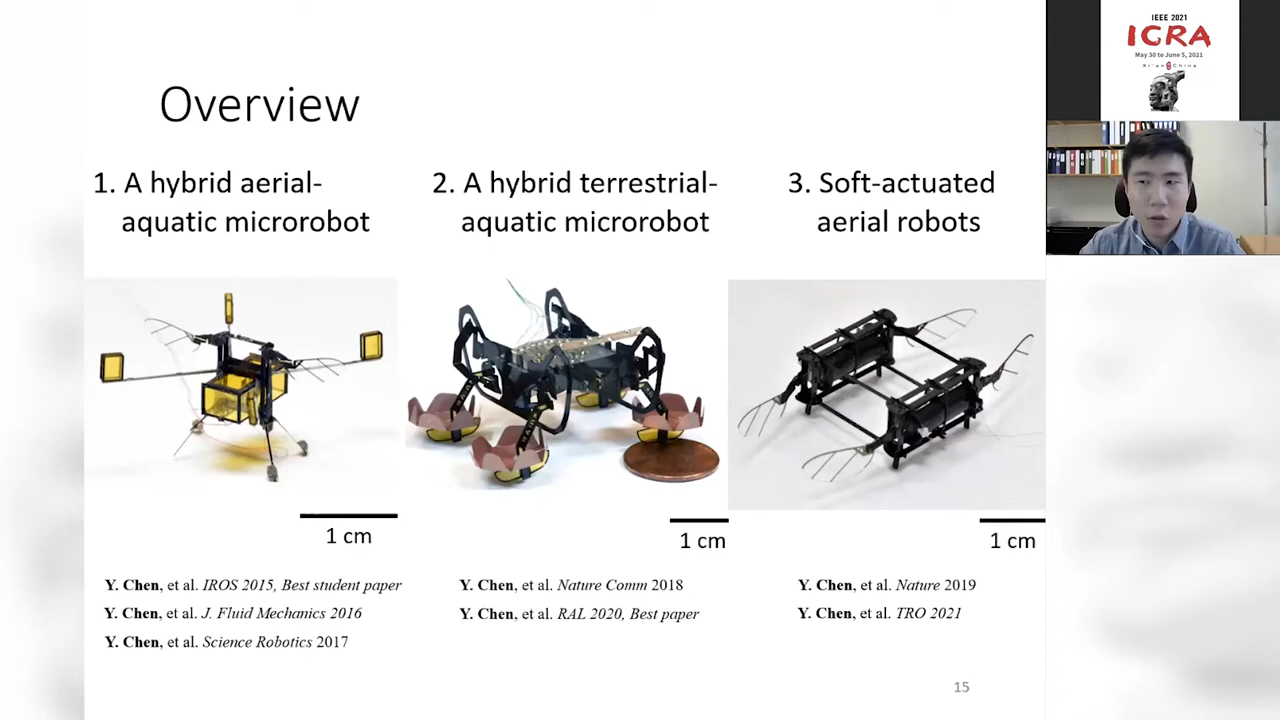 Overview
1. A hybrid aerial-
aquatic microrobot
2. A hybrid terrestrial-
aquatic microrobot
3. Soft-actuated
aerial robots
1 cm
1 cm
1 cm
Y. Chen, et al. IROS 2015, Best student paper
Y. Chen, et al. J. Fluid Mechanics 2016
Y. Chen, et al. Science Robotics 2017
Y. Chen, et al. Nature Comm 2018
Y. Chen, et al. RAL 2020, Best paper
Y. Chen, et al. Nature 2019
Y. Chen, et al. TRO 2021
15
IEEE 2021
ICRA
May 30 to June 5, 2021
Xi'an China